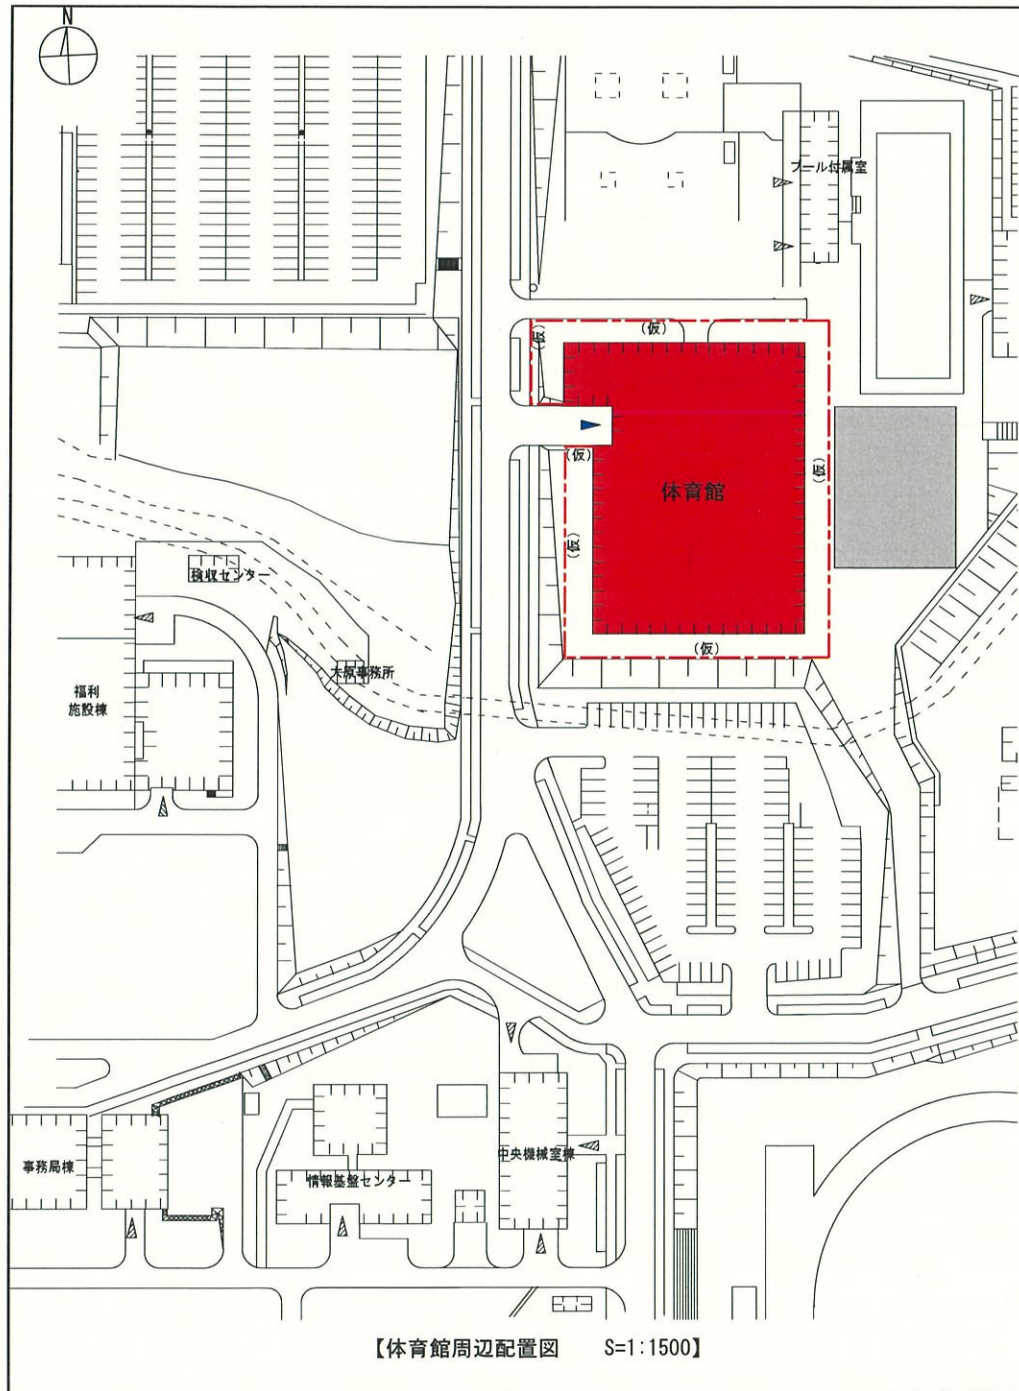 N
プール付属室
(仮)
(仮)
(仮)
(仮)
体育館
(仮)
(仮)
検収センター
大原事務所
福利
施設棟
事務局棟
情報基盤センター
中央機械室棟
【体育館周辺配置図 S=1:1500】